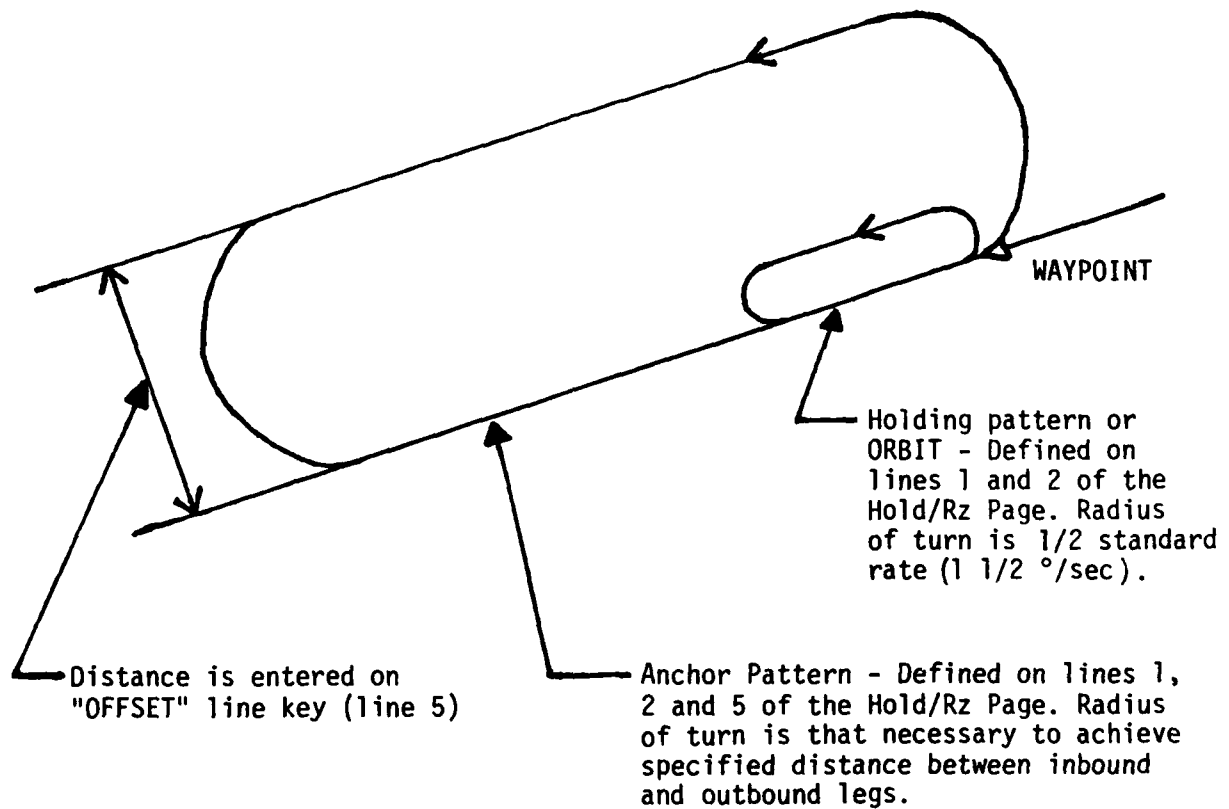 WAYPOINT
Holding pattern or
ORBIT - Defined on
lines 1 and 2 of the
Hold/Rz Page. Radius
of turn is 1/2 standard
rate (1 1/2 °/sec).
Distance is entered on
"OFFSET" line key (line 5)
Anchor Pattern - Defined on lines 1,
2 and 5 of the Hold/Rz Page. Radius
of turn is that necessary to achieve
specified distance between inbound
and outbound legs.